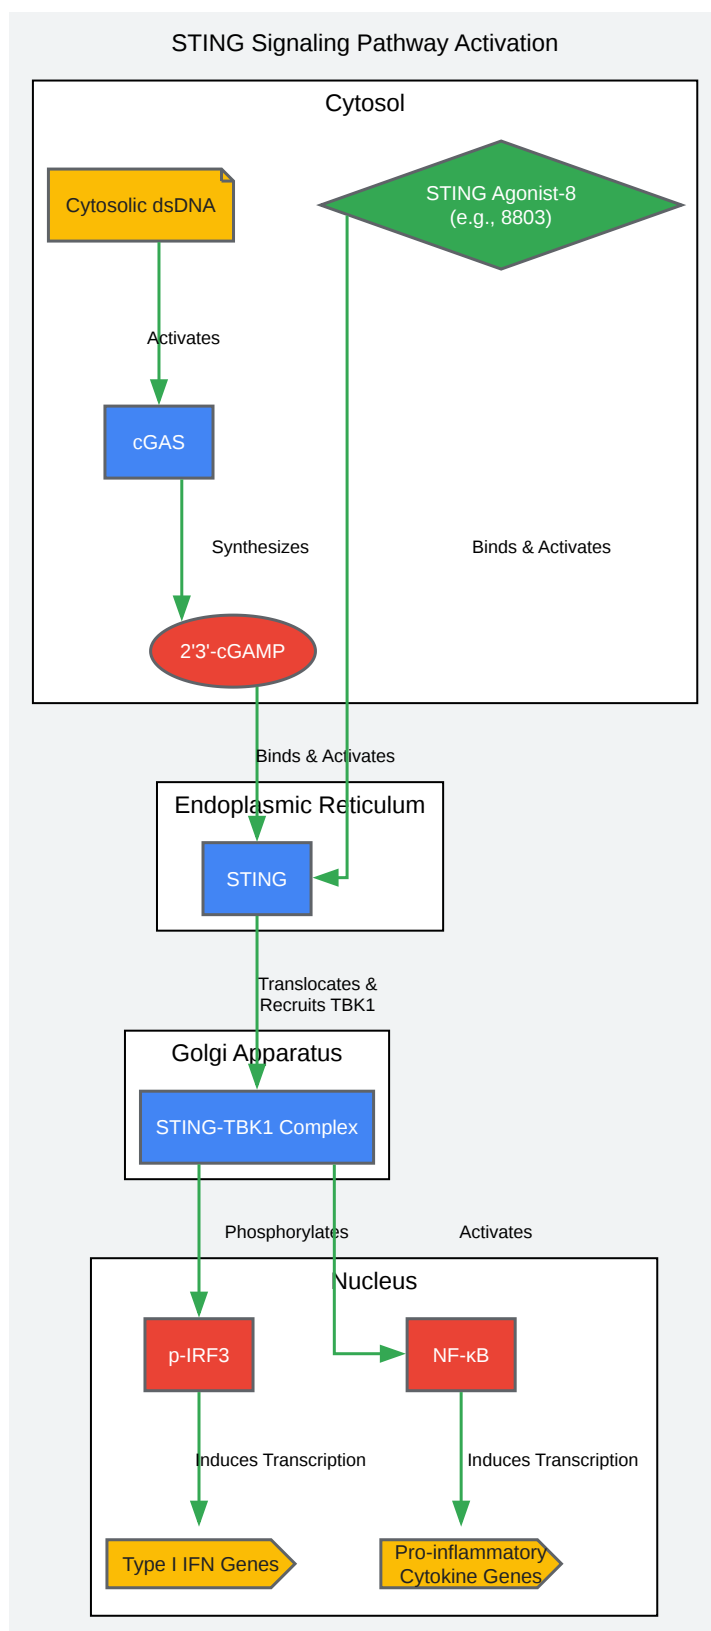 STING Signaling Pathway Activation
Cytosol
Cytosolic dsDNA
STING Agonist-8
(e.g., 8803)
Activates
cGAS
Synthesizes
Binds & Activates
2'3'-cGAMP
Binds & Activates
Endoplasmic Reticulum
STING
Translocates &
Recruits TBK1
Golgi Apparatus
STING-TBK1 Complex
Phosphorylates
Activates
Nucleus
p-IRF3
NF-κB
Induces Transcription
Induces Transcription
Type I IFN Genes
Pro-inflammatory
Cytokine Genes